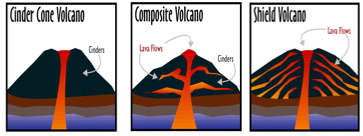 Cinder Cone Volcano
Cinders
Composite Volcano
Lava Flows
Cinders
Shield Volcano
Lava Flows